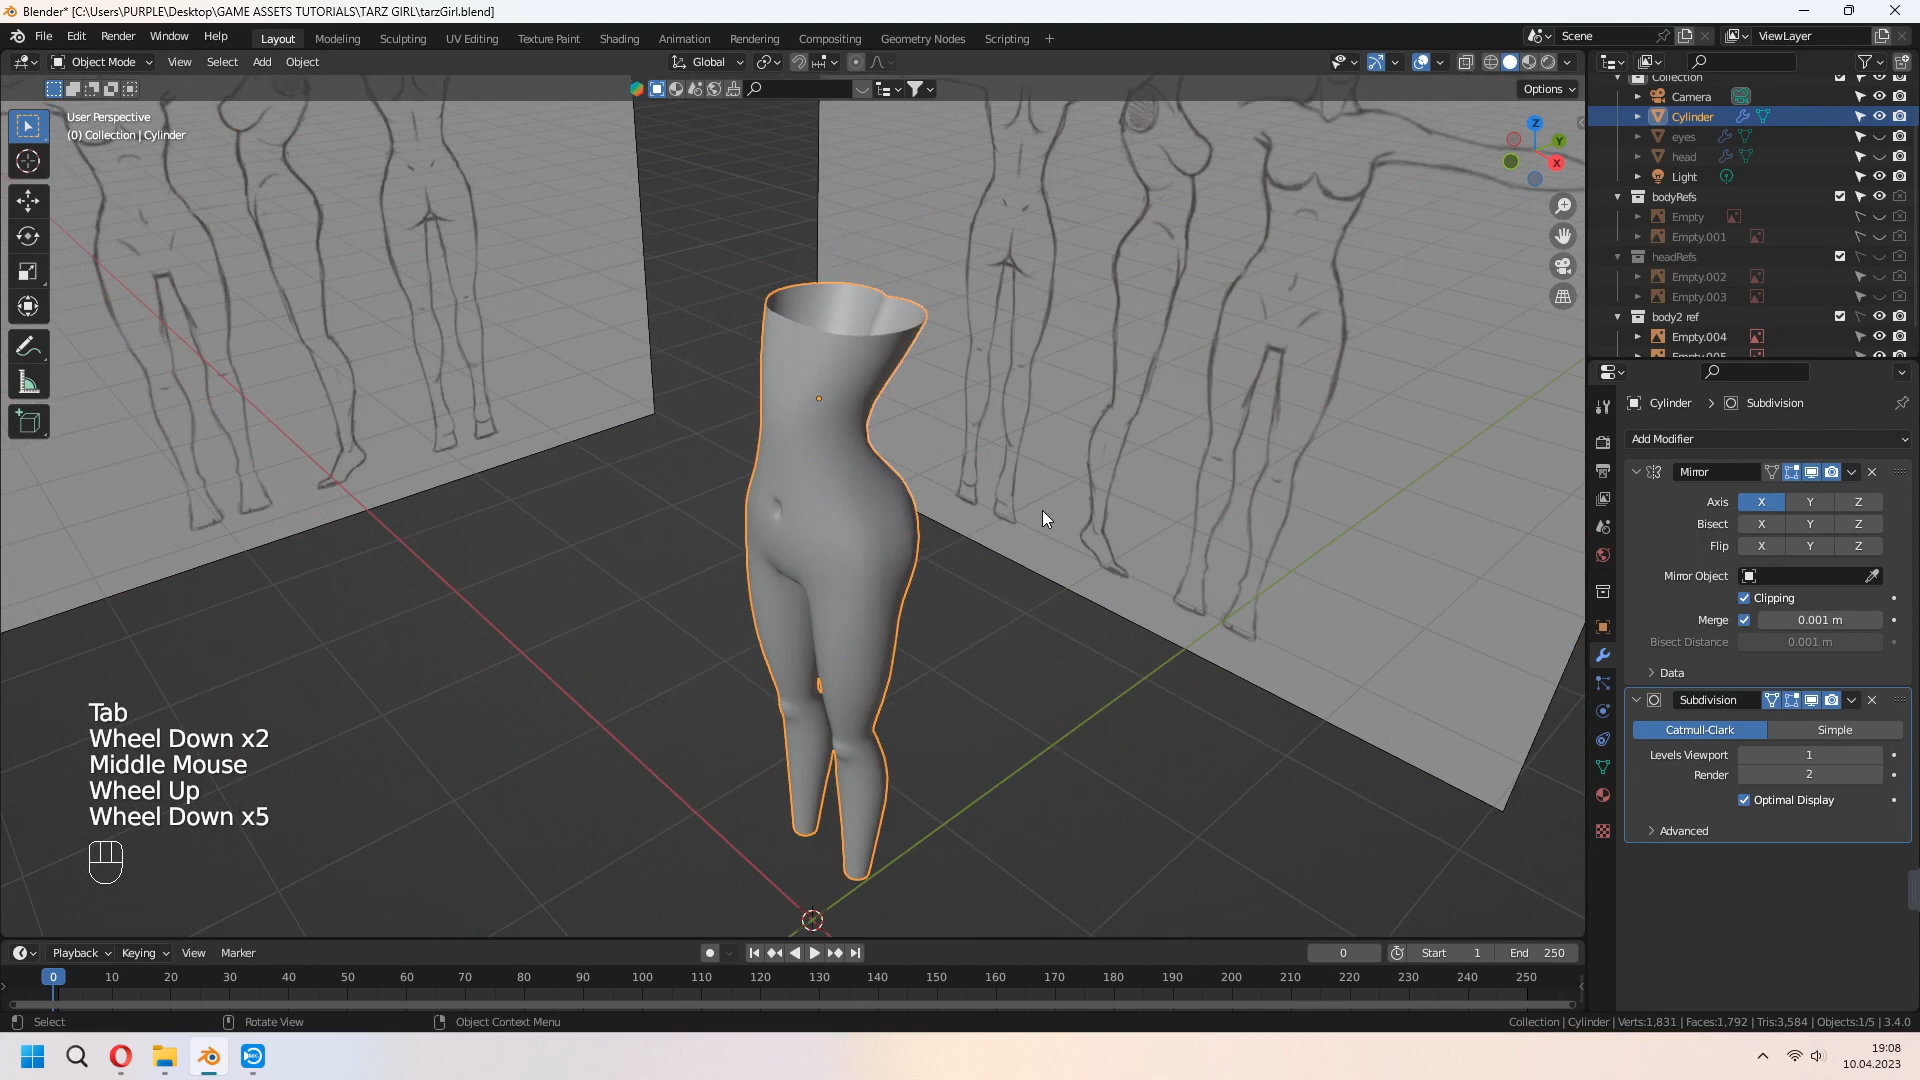 Blender* [C:\Users\PURPLE\Desktop\GAME ASSETS TUTORIALS\TARZ GIRL\tarzGirl.blend]
File Edit Render Window Help Layout Modeling Sculpting UV Editing Texture Paint Shading Animation Rendering Compositing Geometry Nodes Scripting + Scene ViewLayer
Object Mode View Select Add Object Global
Options
User Perspective
(0) Collection | Cylinder
Z
Y
X
Collection
Camera
Cylinder
eyes
head
Light
bodyRefs
Empty
Empty.001
headRefs
Empty.002
Empty.003
body2 ref
Empty.004
Empty.005
Cylinder > Subdivision
Add Modifier
Mirror
Axis X Y Z
Bisect X Y Z
Flip X Y Z
Mirror Object
Clipping
Merge 0.001 m
Bisect Distance 0.001 m
Data
Subdivision
Catmull-Clark Simple
Levels Viewport 1
Render 2
Optimal Display
Advanced
Tab
Wheel Down x2
Middle Mouse
Wheel Up
Wheel Down x5
Playback Keying View Marker 0 Start 1 End 250
0 10 20 30 40 50 60 70 80 90 100 110 120 130 140 150 160 170 180 190 200 210 220 230 240 250
Select Rotate View Object Context Menu Collection | Cylinder | Verts:1,831 | Faces:1,792 | Tris:3,584 | Objects:1/5 | 3.4.0
19:08
10.04.2023